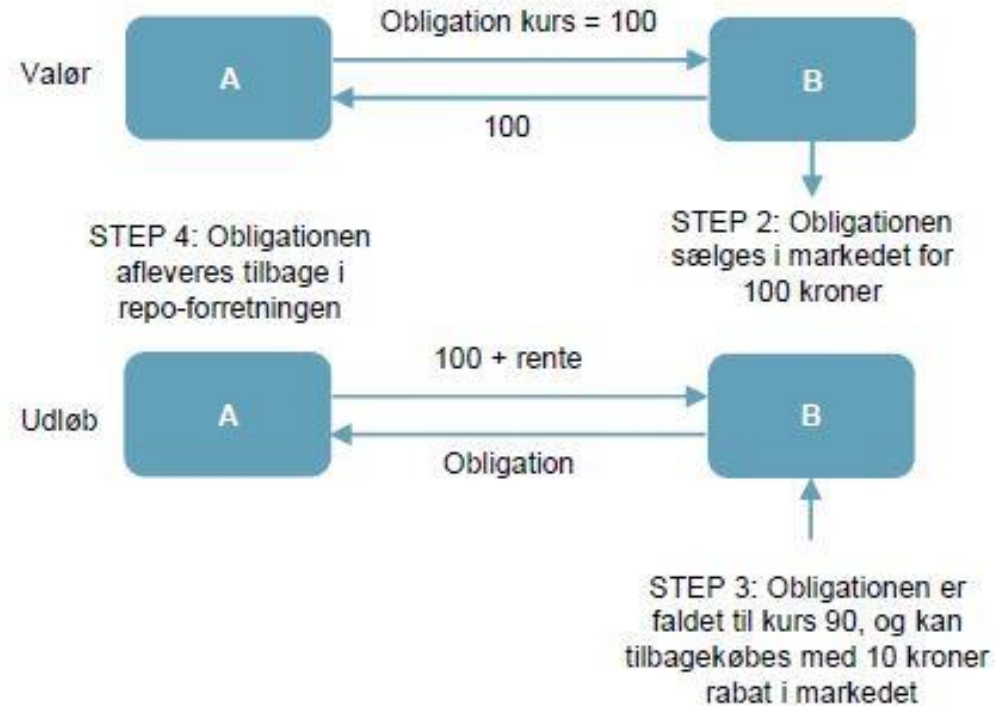 Obligation kurs = 100
Valør
A
B
100
STEP 2: Obligationen
sælges i markedet for
100 kroner
STEP 4: Obligationen
afleveres tilbage i
repo-forretningen
100 + rente
Udløb
A
B
Obligation
STEP 3: Obligationen er
faldet til kurs 90, og kan
tilbagekøbes med 10 kroner
rabat i markedet